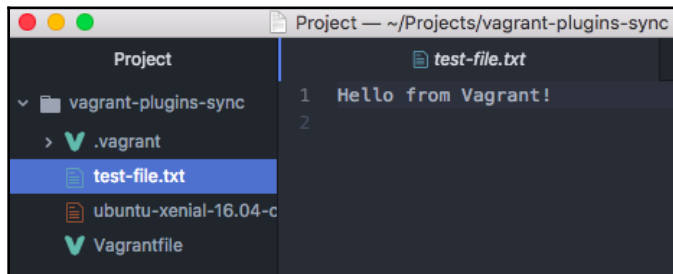 Project — ~/Projects/vagrant-plugins-sync
Project
test-file.txt
vagrant-plugins-sync
.vagrant
test-file.txt
ubuntu-xenial-16.04-c
Vagrantfile
1 Hello from Vagrant!
2